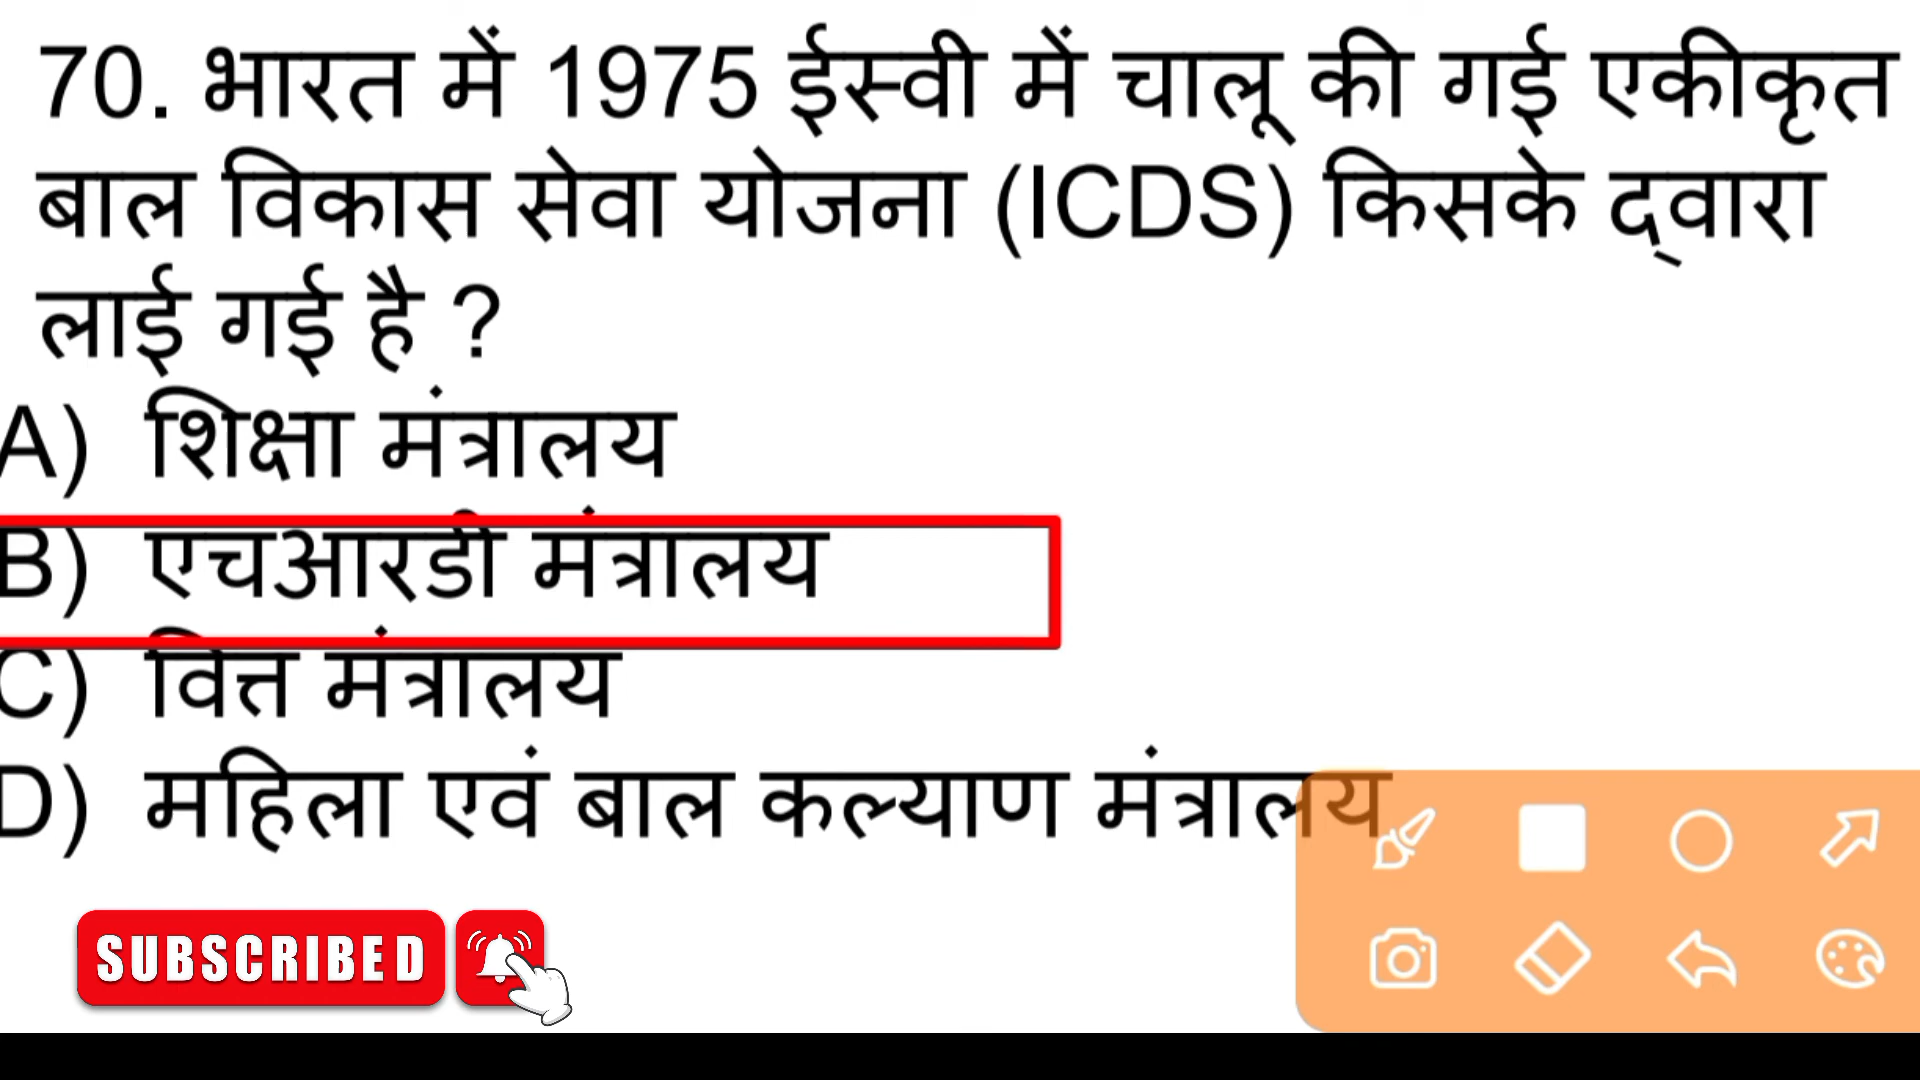 70. भारत में 1975 ईस्वी में चालू की गई एकीकृत
बाल विकास सेवा योजना (ICDS) किसके द्वारा
लाई गई है ?
A) शिक्षा मंत्रालय
B) एचआरडी मंत्रालय
C) वित्त मंत्रालय
D) महिला एवं बाल कल्याण मंत्रालय
SUBSCRIBED